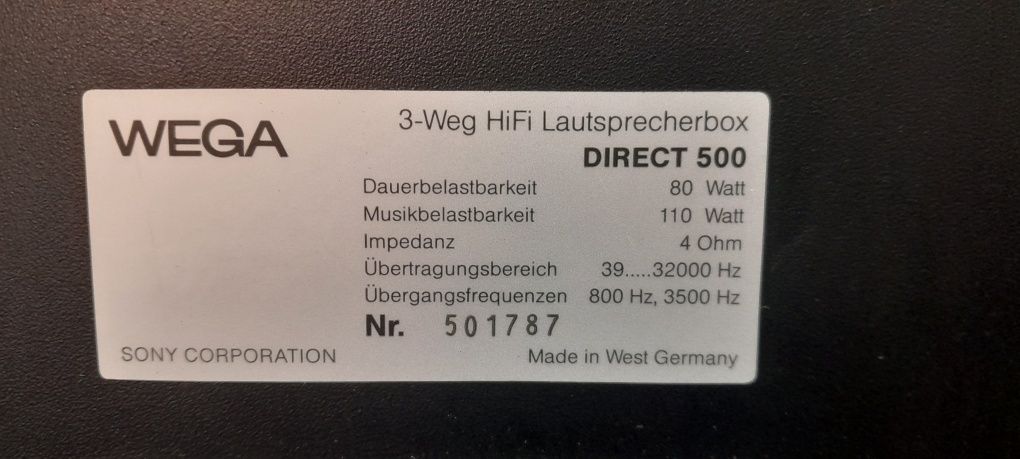 WEGA
3-Weg HiFi Lautsprecherbox
DIRECT 500
Dauerbelastbarkeit 80 Watt
Musikbelastbarkeit 110 Watt
Impedanz 4 Ohm
Übertragungsbereich 39.....32000 Hz
Übergangsfrequenzen 800 Hz, 3500 Hz
Nr. 501787
SONY CORPORATION Made in West Germany